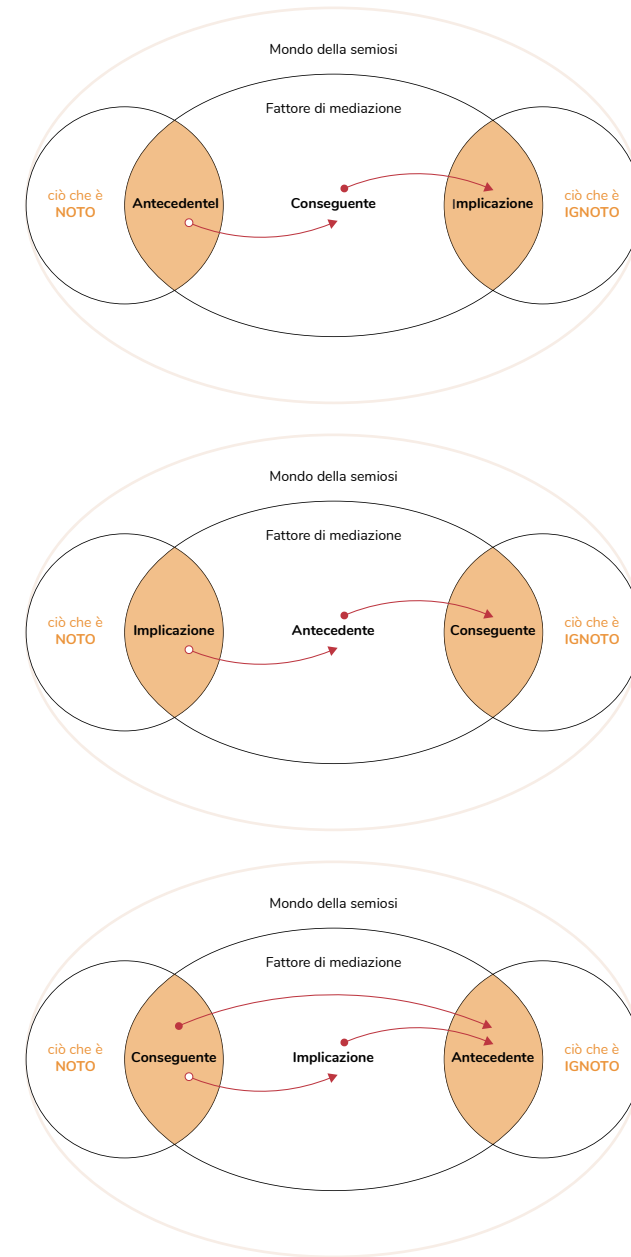 Mondo della semiosi
Fattore di mediazione
ciò che è
NOTO
Antecedentel
Conseguente
Implicazione
ciò che è
IGNOTO
Mondo della semiosi
Fattore di mediazione
ciò che è
NOTO
Implicazione
Antecedente
Conseguente
ciò che è
IGNOTO
Mondo della semiosi
Fattore di mediazione
ciò che è
NOTO
Conseguente
Implicazione
Antecedente
ciò che è
IGNOTO